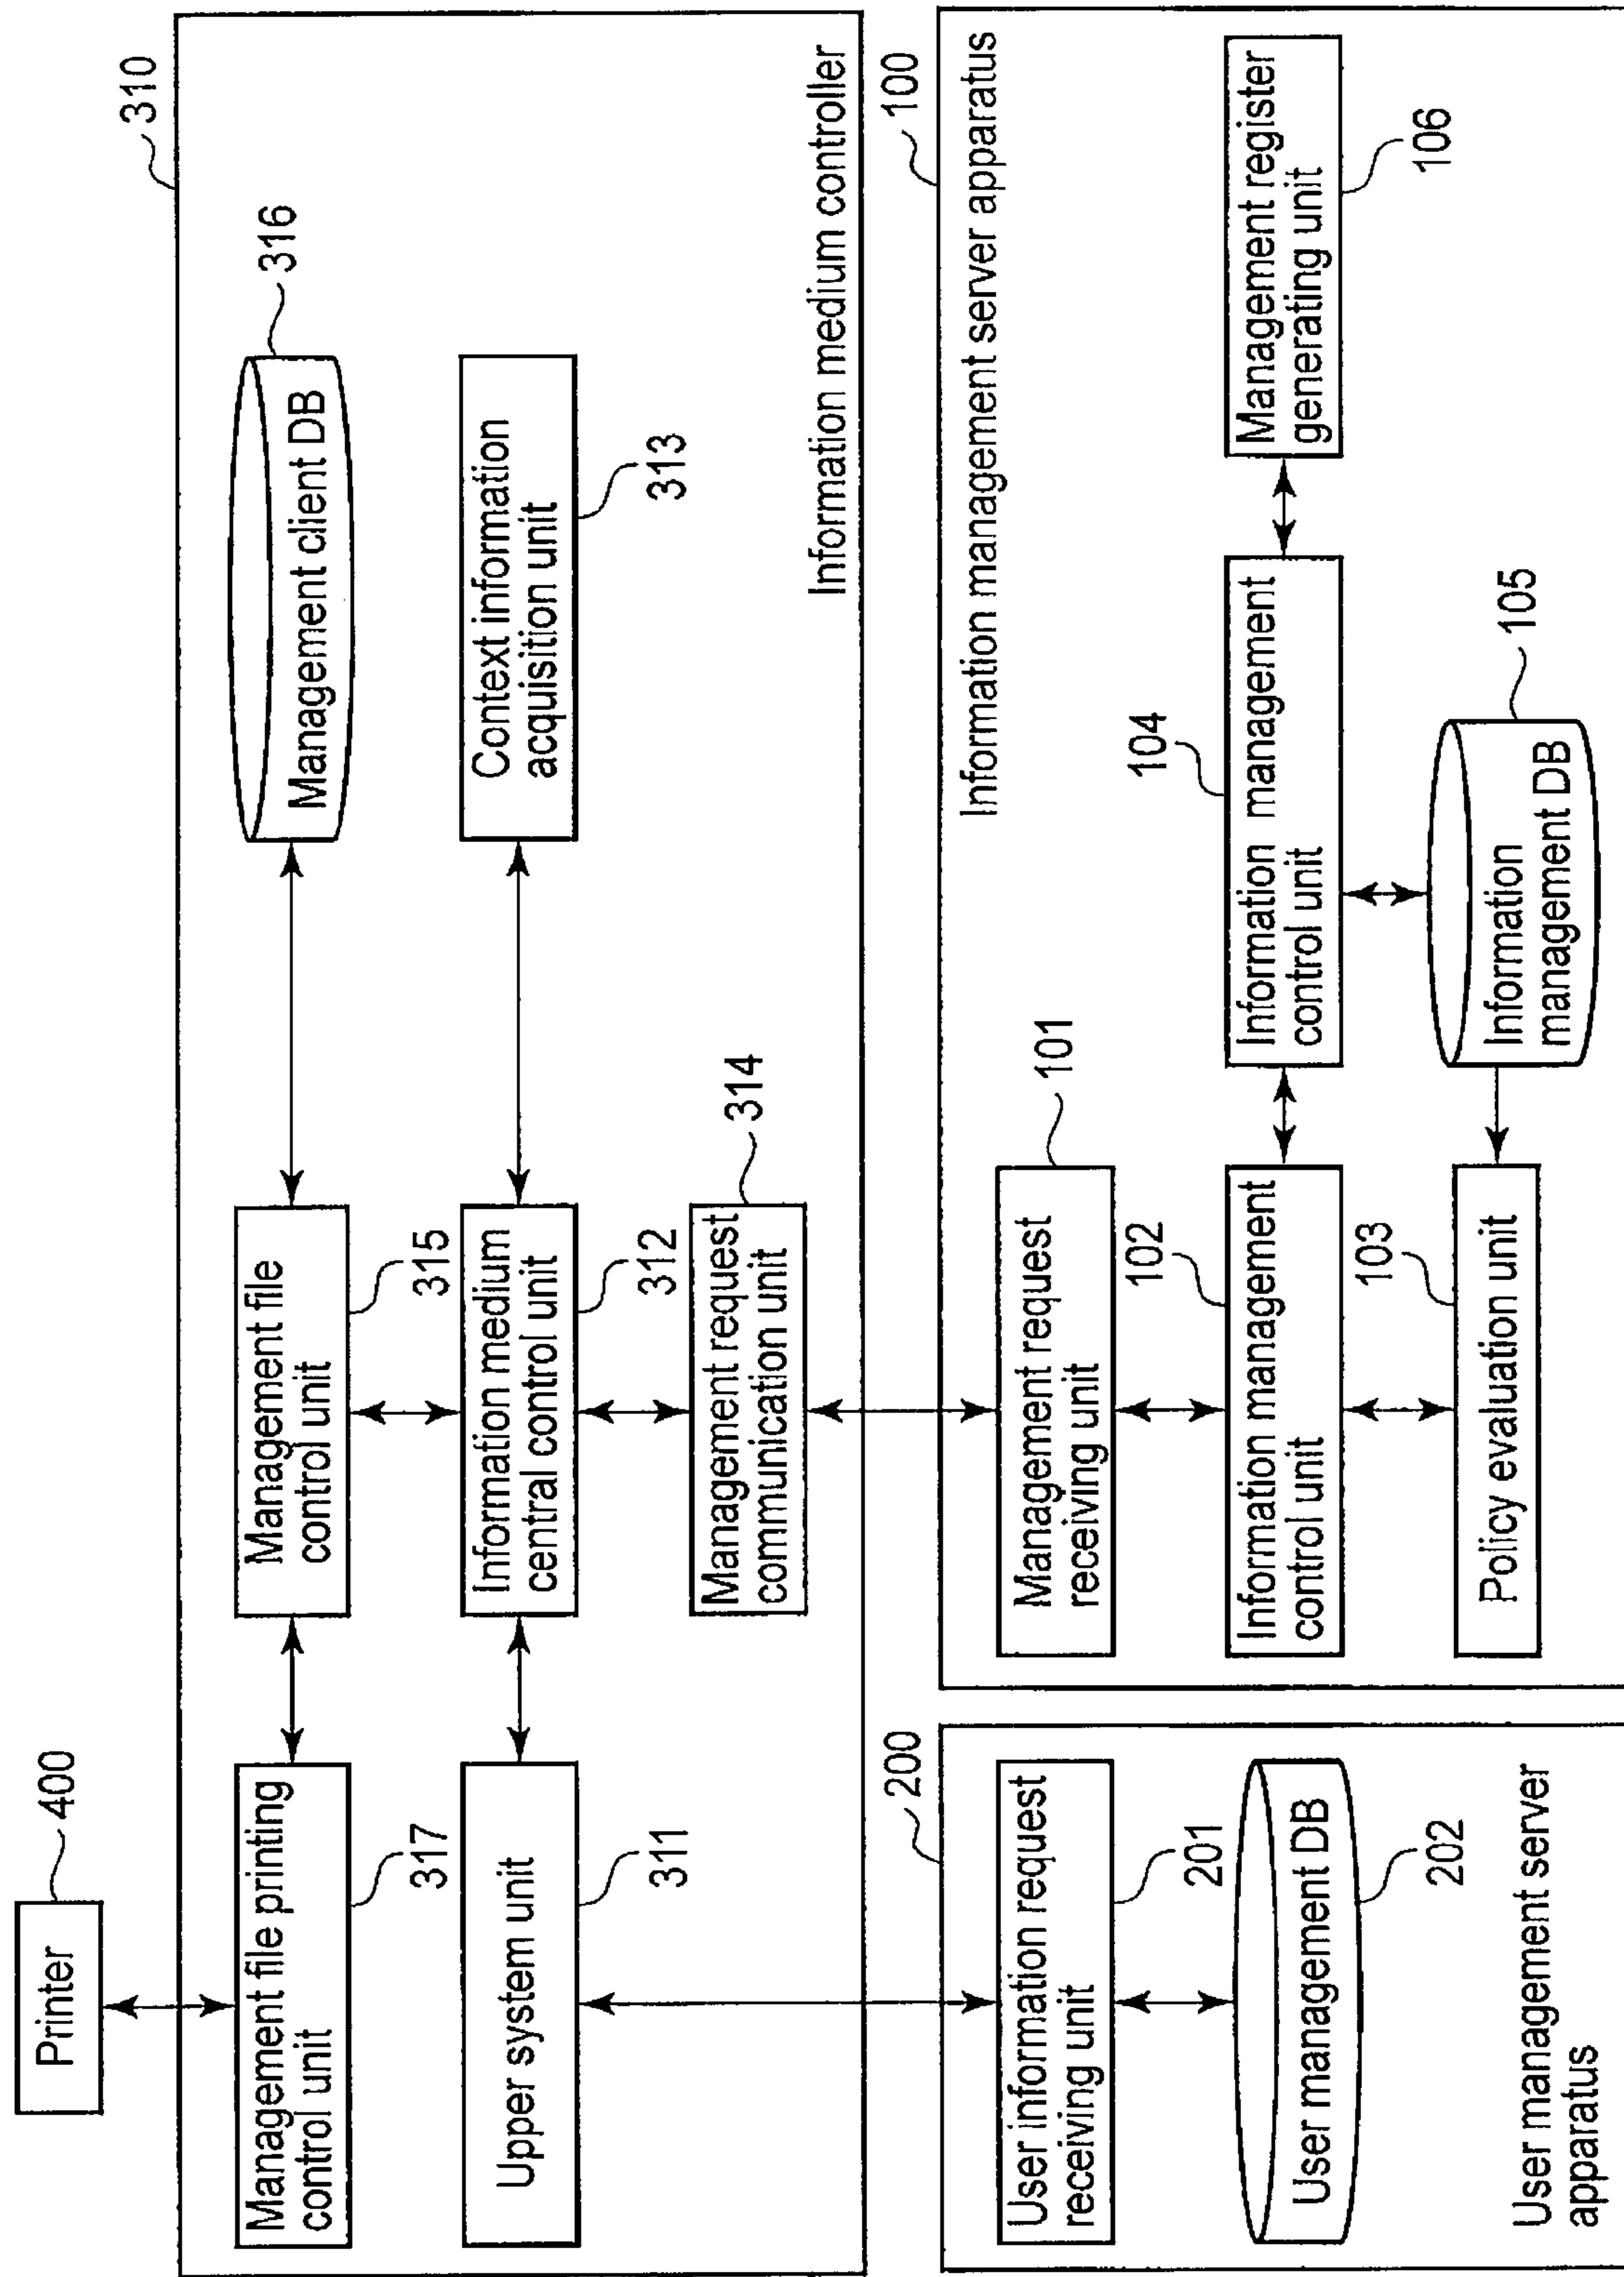 Printer
400
310
Management file printing
control unit
317
Management file
control unit
315
Management client DB
316
Upper system unit
311
Information medium
central control unit
312
Context information
acquisition unit
313
Management request
communication unit
314
Information medium controller
200
User information request
receiving unit
201
User management DB
202
User management server
apparatus
100
Information management server apparatus
Management request
receiving unit
101
Information management
control unit
102
Information management
control unit
104
Management register
generating unit
106
Policy evaluation unit
103
Information
management DB
105